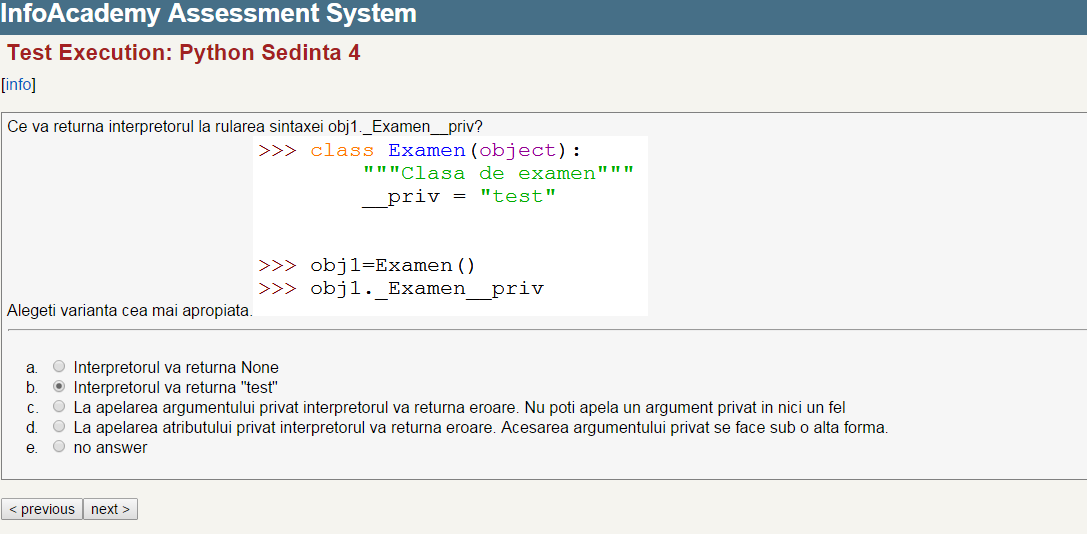 InfoAcademy Assessment System
Test Execution: Python Sedinta 4
[info]
Ce va returna interpretorul la rularea sintaxei obj1._Examen__priv?
>>> class Examen(object):
"""Clasa de examen"""
__priv = "test"
>>> obj1=Examen()
>>> obj1._Examen__priv
Alegeti varianta cea mai apropiata.
a. Interpretorul va returna None
b. Interpretorul va returna "test"
c. La apelarea argumentului privat interpretorul va returna eroare. Nu poti apela un argument privat in nici un fel
d. La apelarea atributului privat interpretorul va returna eroare. Acesarea argumentului privat se face sub o alta forma.
e. no answer
< previous next >